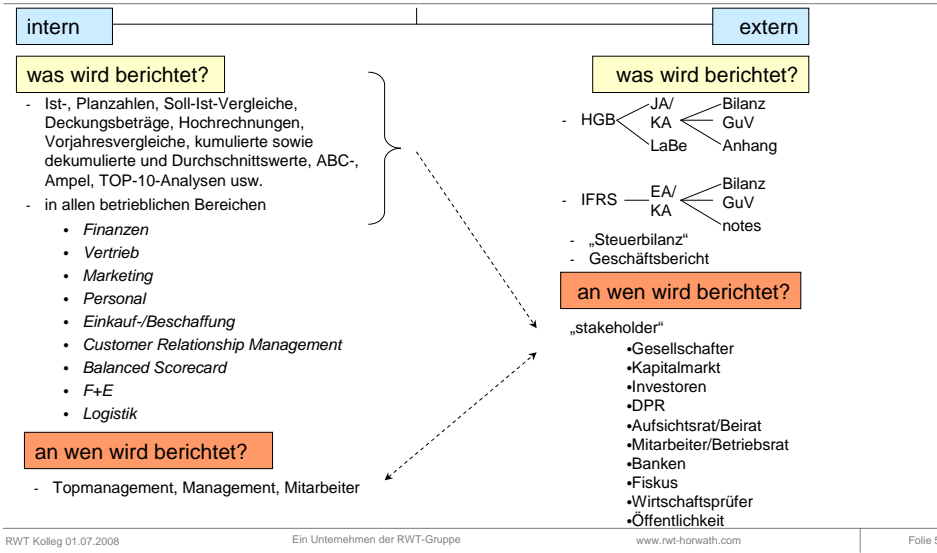 intern
was wird berichtet?
- Ist-, Planzahlen, Soll-Ist-Vergleiche,
Deckungsbeträge, Hochrechnungen,
Vorjahresvergleiche, kumulierte sowie
dekumulierte und Durchschnittswerte, ABC-,
Ampel, TOP-10-Analysen usw.
- in allen betrieblichen Bereichen
• Finanzen
• Vertrieb
• Marketing
• Personal
• Einkauf-/Beschaffung
• Customer Relationship Management
• Balanced Scorecard
• F+E
• Logistik
an wen wird berichtet?
- Topmanagement, Management, Mitarbeiter
extern
was wird berichtet?
- HGB
JA/
KA
LaBe
Bilanz
GuV
Anhang
- IFRS
EA/
KA
Bilanz
GuV
notes
- „Steuerbilanz“
- Geschäftsbericht
an wen wird berichtet?
„stakeholder“
•Gesellschafter
•Kapitalmarkt
•Investoren
•DPR
•Aufsichtsrat/Beirat
•Mitarbeiter/Betriebsrat
•Banken
•Fiskus
•Wirtschaftsprüfer
•Öffentlichkeit
RWT Kolleg 01.07.2008
Ein Unternehmen der RWT-Gruppe
www.rwt-horwath.com
Folie 5